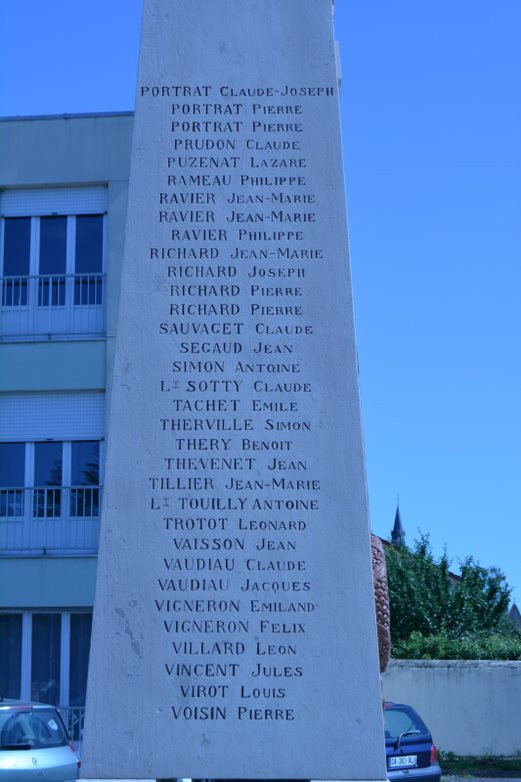 PORTRAT CLAUDE-JOSEPH
PORTRAT PIERRE
PORTRAT PIERRE
PRUDON CLAUDE
PUZENAT LAZARE
RAMEAU PHILIPPE
RAVIER JEAN-MARIE
RAVIER JEAN-MARIE
RAVIER PHILIPPE
RICHARD JEAN-MARIE
RICHARD JOSEPH
RICHARD PIERRE
RICHARD PIERRE
SAUVAGET CLAUDE
SEGAUD JEAN
SIMON ANTOINE
LT SOTTY CLAUDE
TACHET EMILE
THERVILLE SIMON
THERY BENOIT
THEVENET JEAN
TILLIER JEAN-MARIE
LT TOUILLY ANTOINE
TROTOT LEONARD
VAISSON JEAN
VAUDIAU CLAUDE
VAUDIAU JACQUES
VIGNERON EMILAND
VIGNERON FELIX
VILLARD LEON
VINCENT JULES
VIROT LOUIS
VOISIN PIERRE